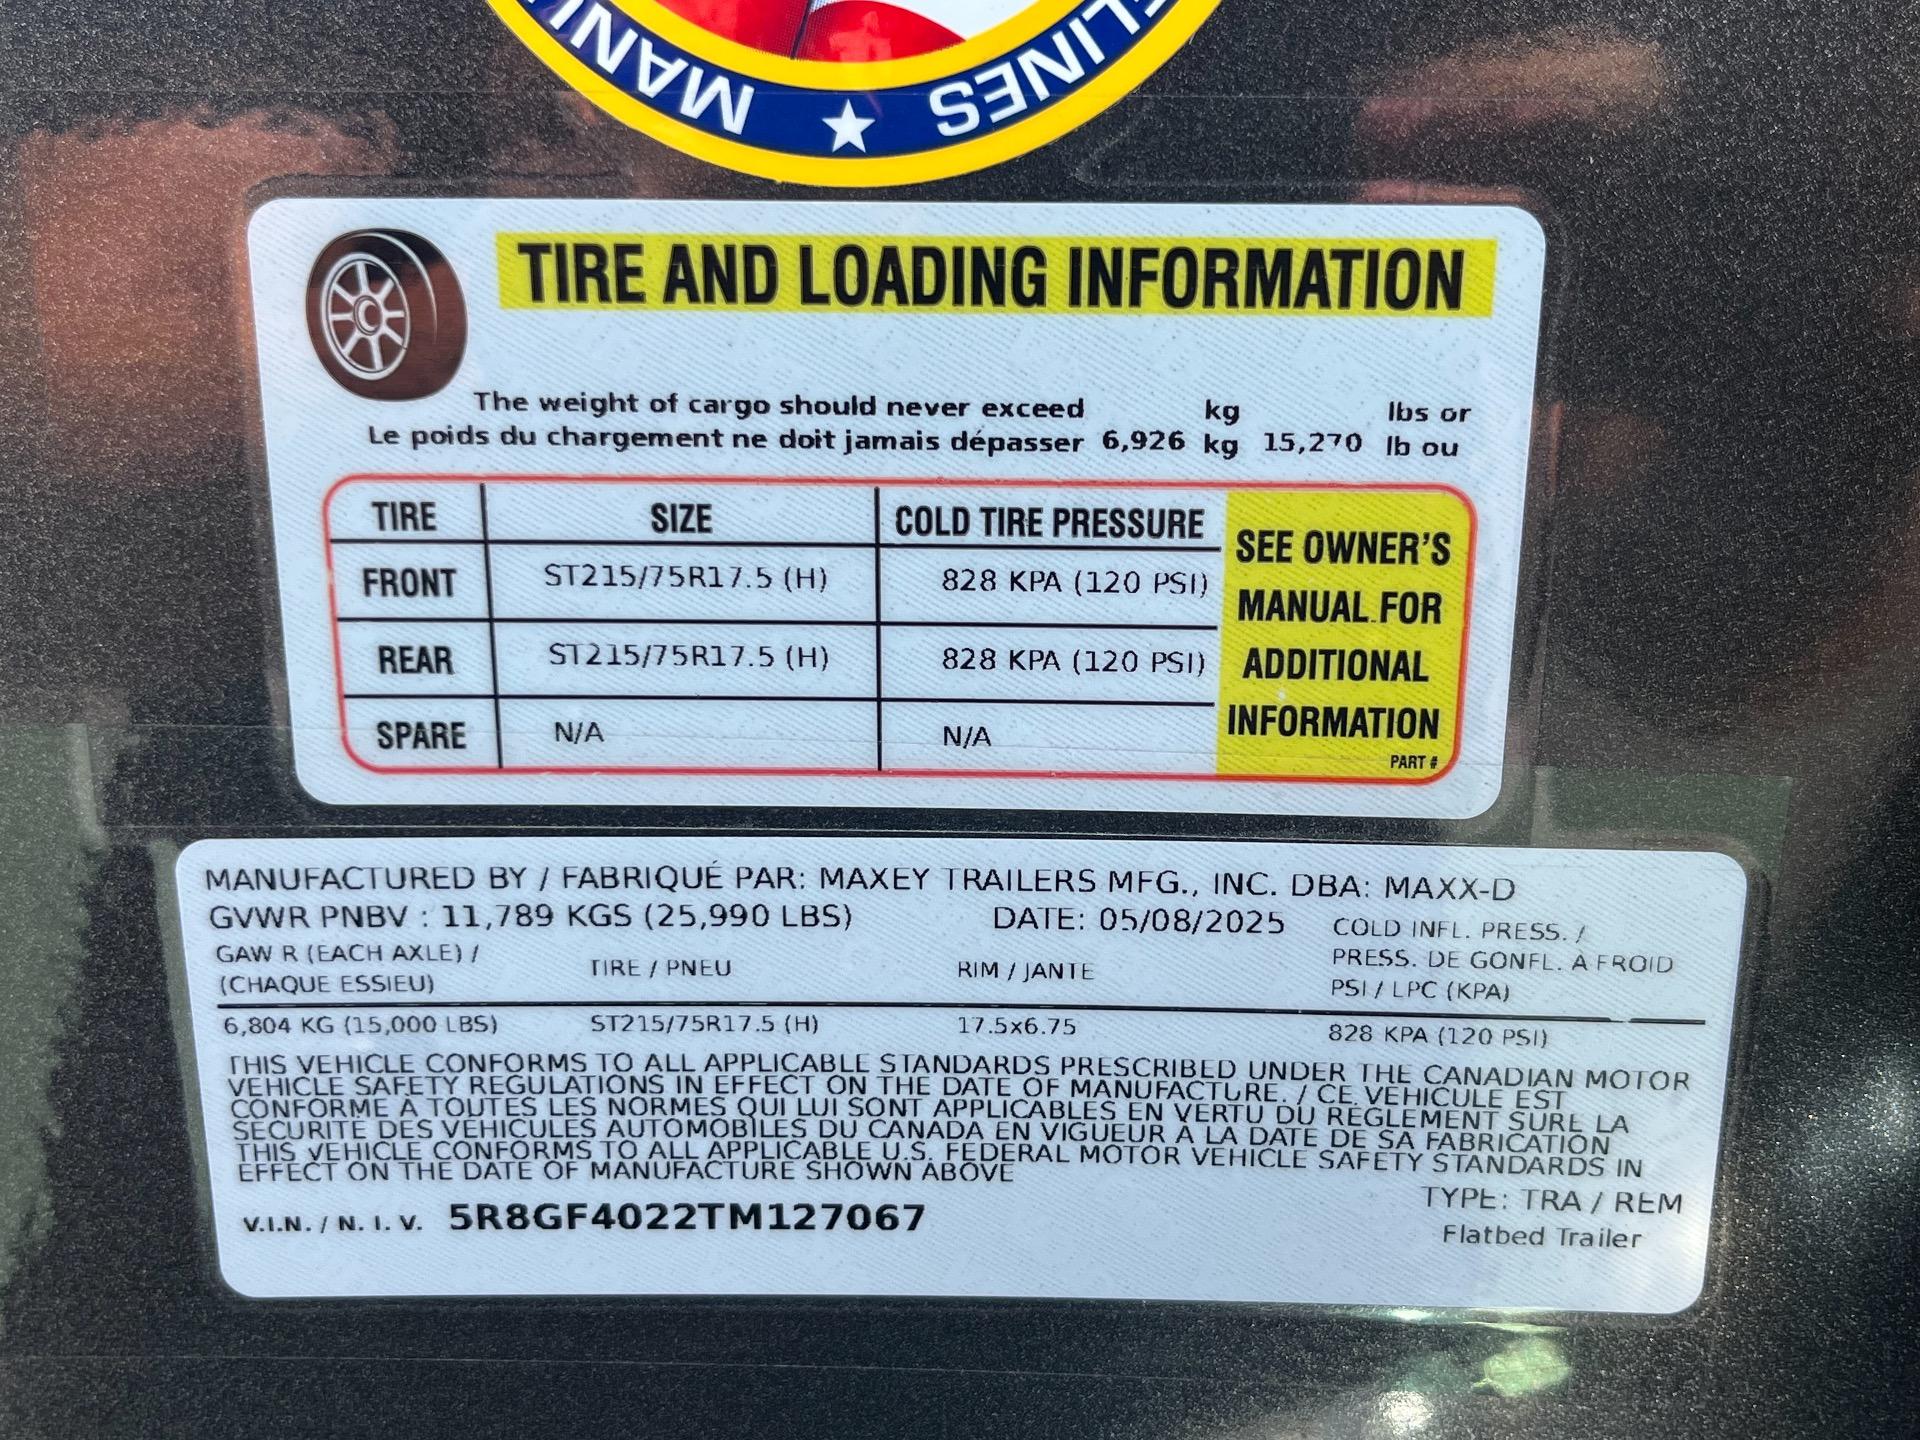 MANU
ELINES
TIRE AND LOADING INFORMATION
The weight of cargo should never exceed kg lbs or
Le poids du chargement ne doit jamais dépasser 6,926 kg 15,270 lb ou
TIRE SIZE COLD TIRE PRESSURE
FRONT ST215/75R17.5 (H) 828 KPA (120 PSI)
REAR ST215/75R17.5 (H) 828 KPA (120 PSI)
SPARE N/A N/A
SEE OWNER'S
MANUAL FOR
ADDITIONAL
INFORMATION
PART #
MANUFACTURED BY / FABRIQUÉ PAR: MAXEY TRAILERS MFG., INC. DBA: MAXX-D
GVWR PNBV : 11,789 KGS (25,990 LBS) DATE: 05/08/2025
GAWR (EACH AXLE) /
(CHAQUE ESSIEU)
TIRE / PNEU
RIM / JANTE
COLD INFL. PRESS. /
PRESS. DE GONFL. A FROID
PSI / LPC (KPA)
6,804 KG (15,000 LBS) ST215/75R17.5 (H) 17.5x6.75 828 KPA (120 PSI)
THIS VEHICLE CONFORMS TO ALL APPLICABLE STANDARDS PRESCRIBED UNDER THE CANADIAN MOTOR
VEHICLE SAFETY REGULATIONS IN EFFECT ON THE DATE OF MANUFACTURE. / CE VEHICULE EST
CONFORME A TOUTES LES NORMES QUI LUI SONT APPLICABLES EN VERTU DU REGLEMENT SURE LA
SECURITE DES VEHICULES AUTOMOBILES DU CANADA EN VIGUEUR A LA DATE DE SA FABRICATION
THIS VEHICLE CONFORMS TO ALL APPLICABLE U.S. FEDERAL MOTOR VEHICLE SAFETY STANDARDS IN
EFFECT ON THE DATE OF MANUFACTURE SHOWN ABOVE
V.I.N. / N. I. V. 5R8GF4022TM127067
TYPE: TRA / REM
Flatbed Trailer